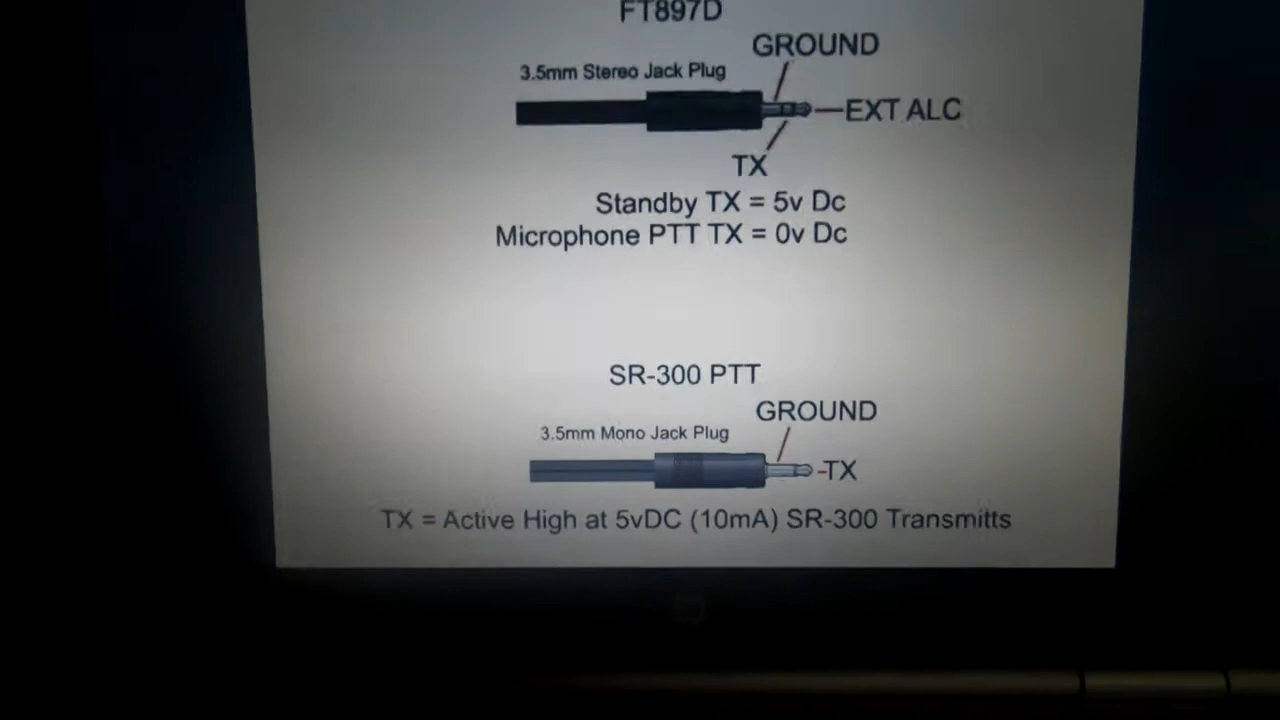 FT897D
GROUND
3.5mm Stereo Jack Plug
EXT ALC
TX
Standby TX = 5v Dc
Microphone PTT TX = 0v Dc
SR-300 PTT
GROUND
3.5mm Mono Jack Plug
TX
TX = Active High at 5vDC (10mA) SR-300 Transmitts